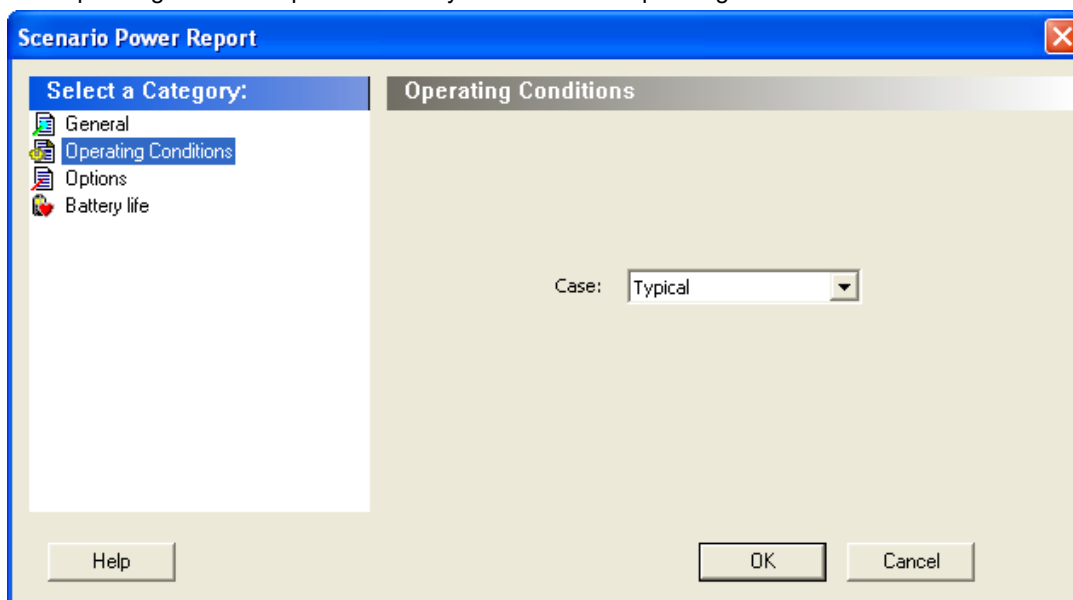 Scenario Power Report
Select a Category:
General
Operating Conditions
Options
Battery life
Operating Conditions
Case: Typical
Help
OK
Cancel